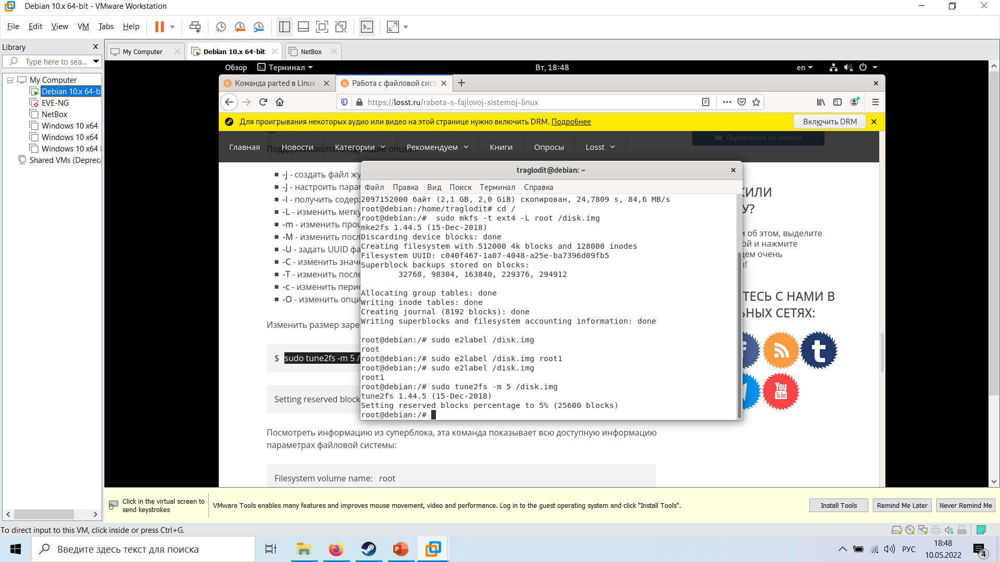 Debian 10.x 64-bit - VMware Workstation
File Edit View VM Tabs Help
Library
Type here to sea...
My Computer
Debian 10.x 64-b
EVE-NG
NetBox
Windows 10 x64
Windows 10 x64
Windows 10 x64
Shared VMs (Depreca
My Computer
Debian 10.x 64-bit
NetBox
Обзор Терминал Вт, 18:48 en
Команда parted в Linux -
Работа с файловой сист
https://losst.ru/rabota-s-fajlovoj-sistemoj-linux
Для проигрывания некоторых аудио или видео на этой странице нужно включить DRM. Подробнее
Включить DRM
Подписаться на новости
Главная Новости Категории Рекомендуем Книги Опросы Losst
Поддерживаются следующие опции:
-j - создать файл жу
-J - настроить пара
-l - получить содер
-L - изменить метку
-m - изменить проц
-M - изменить посл
-U - задать UUID фа
-C - изменить значе
-T - изменить после
-c - изменить перио
-O - изменить опци
Изменить размер заре
$ sudo tune2fs -m 5 /
Setting reserved block
Посмотреть информацию из суперблока, эта команда показывает всю доступную информацию
параметрах файловой системы:
Filesystem volume name: root
traglodit@debian: ~
Файл Правка Вид Поиск Терминал Справка
2097152000 байт (2,1 GB, 2,0 GiB) скопирован, 24,7809 s, 84,6 MB/s
root@debian:/home/traglodit# cd /
root@debian:/#  sudo mkfs -t ext4 -L root /disk.img
mke2fs 1.44.5 (15-Dec-2018)
Discarding device blocks: done
Creating filesystem with 512000 4k blocks and 128000 inodes
Filesystem UUID: c040f467-1a07-4048-a25e-ba7396d09fb5
Superblock backups stored on blocks:
32768, 98304, 163840, 229376, 294912
Allocating group tables: done
Writing inode tables: done
Creating journal (8192 blocks): done
Writing superblocks and filesystem accounting information: done
root@debian:/# sudo e2label /disk.img
root
root@debian:/# sudo e2label /disk.img root1
root@debian:/# sudo e2label /disk.img
root1
root@debian:/# sudo tune2fs -m 5 /disk.img
tune2fs 1.44.5 (15-Dec-2018)
Setting reserved blocks percentage to 5% (25600 blocks)
root@debian:/#
ЖИЛИ
У?
об этом, выделите
ой и нажмите
дем очень
!
ТЕСЬ С НАМИ В
ЬНЫХ СЕТЯХ:
You
Tube
Click in the virtual screen to
send keystrokes
VMware Tools enables many features and improves mouse movement, video and performance. Log in to the guest operating system and click "Install Tools".
Install Tools
Remind Me Later
Never Remind Me
To direct input to this VM, click inside or press Ctrl+G.
Введите здесь текст для поиска
РУС
18:48
10.05.2022
4